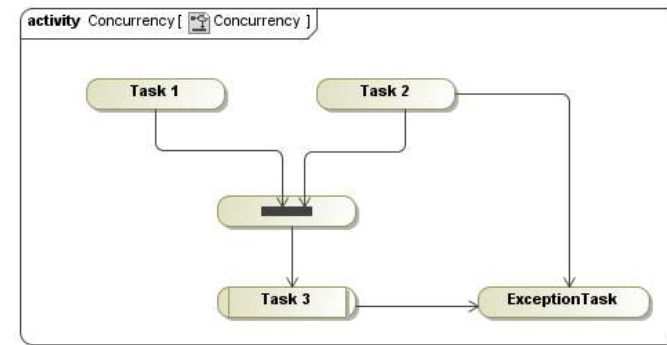 activity Concurrency [ Concurrency ]
Task 1
Task 2
Task 3
ExceptionTask